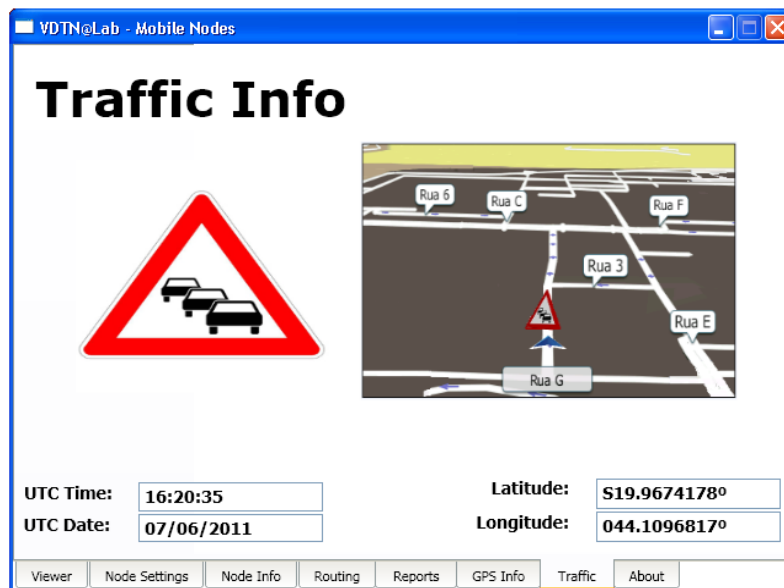 VDTN@Lab - Mobile Nodes
Traffic Info
Rua 6
Rua C
Rua F
Rua 3
Rua E
Rua G
UTC Time: 16:20:35
Latitude: S19.9674178º
UTC Date: 07/06/2011
Longitude: 044.1096817º
Viewer Node Settings Node Info Routing Reports GPS Info Traffic About